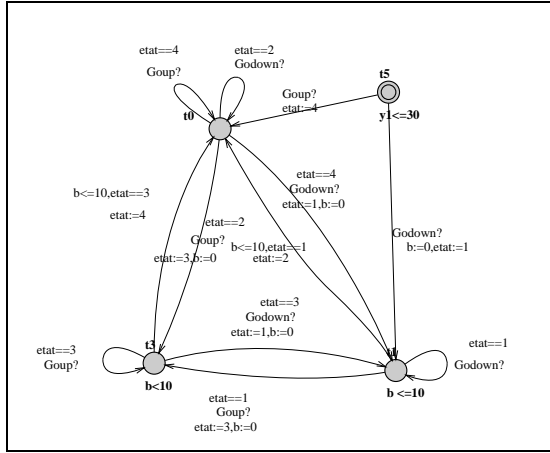 etat==4
Goup?
etat==2
Godown?
t5
Goup?
etat:=4
y1<=30
t0
etat==4
Godown?
etat:=1,b:=0
b<=10,etat==3
etat:=4
etat==2
Goup?
etat:=3,b:=0
b<=10,etat==1
etat:=2
Godown?
b:=0,etat:=1
etat==3
Godown?
etat:=1,b:=0
t3
etat==3
Goup?
b<10
etat==1
Godown?
b <=10
etat==1
Goup?
etat:=3,b:=0